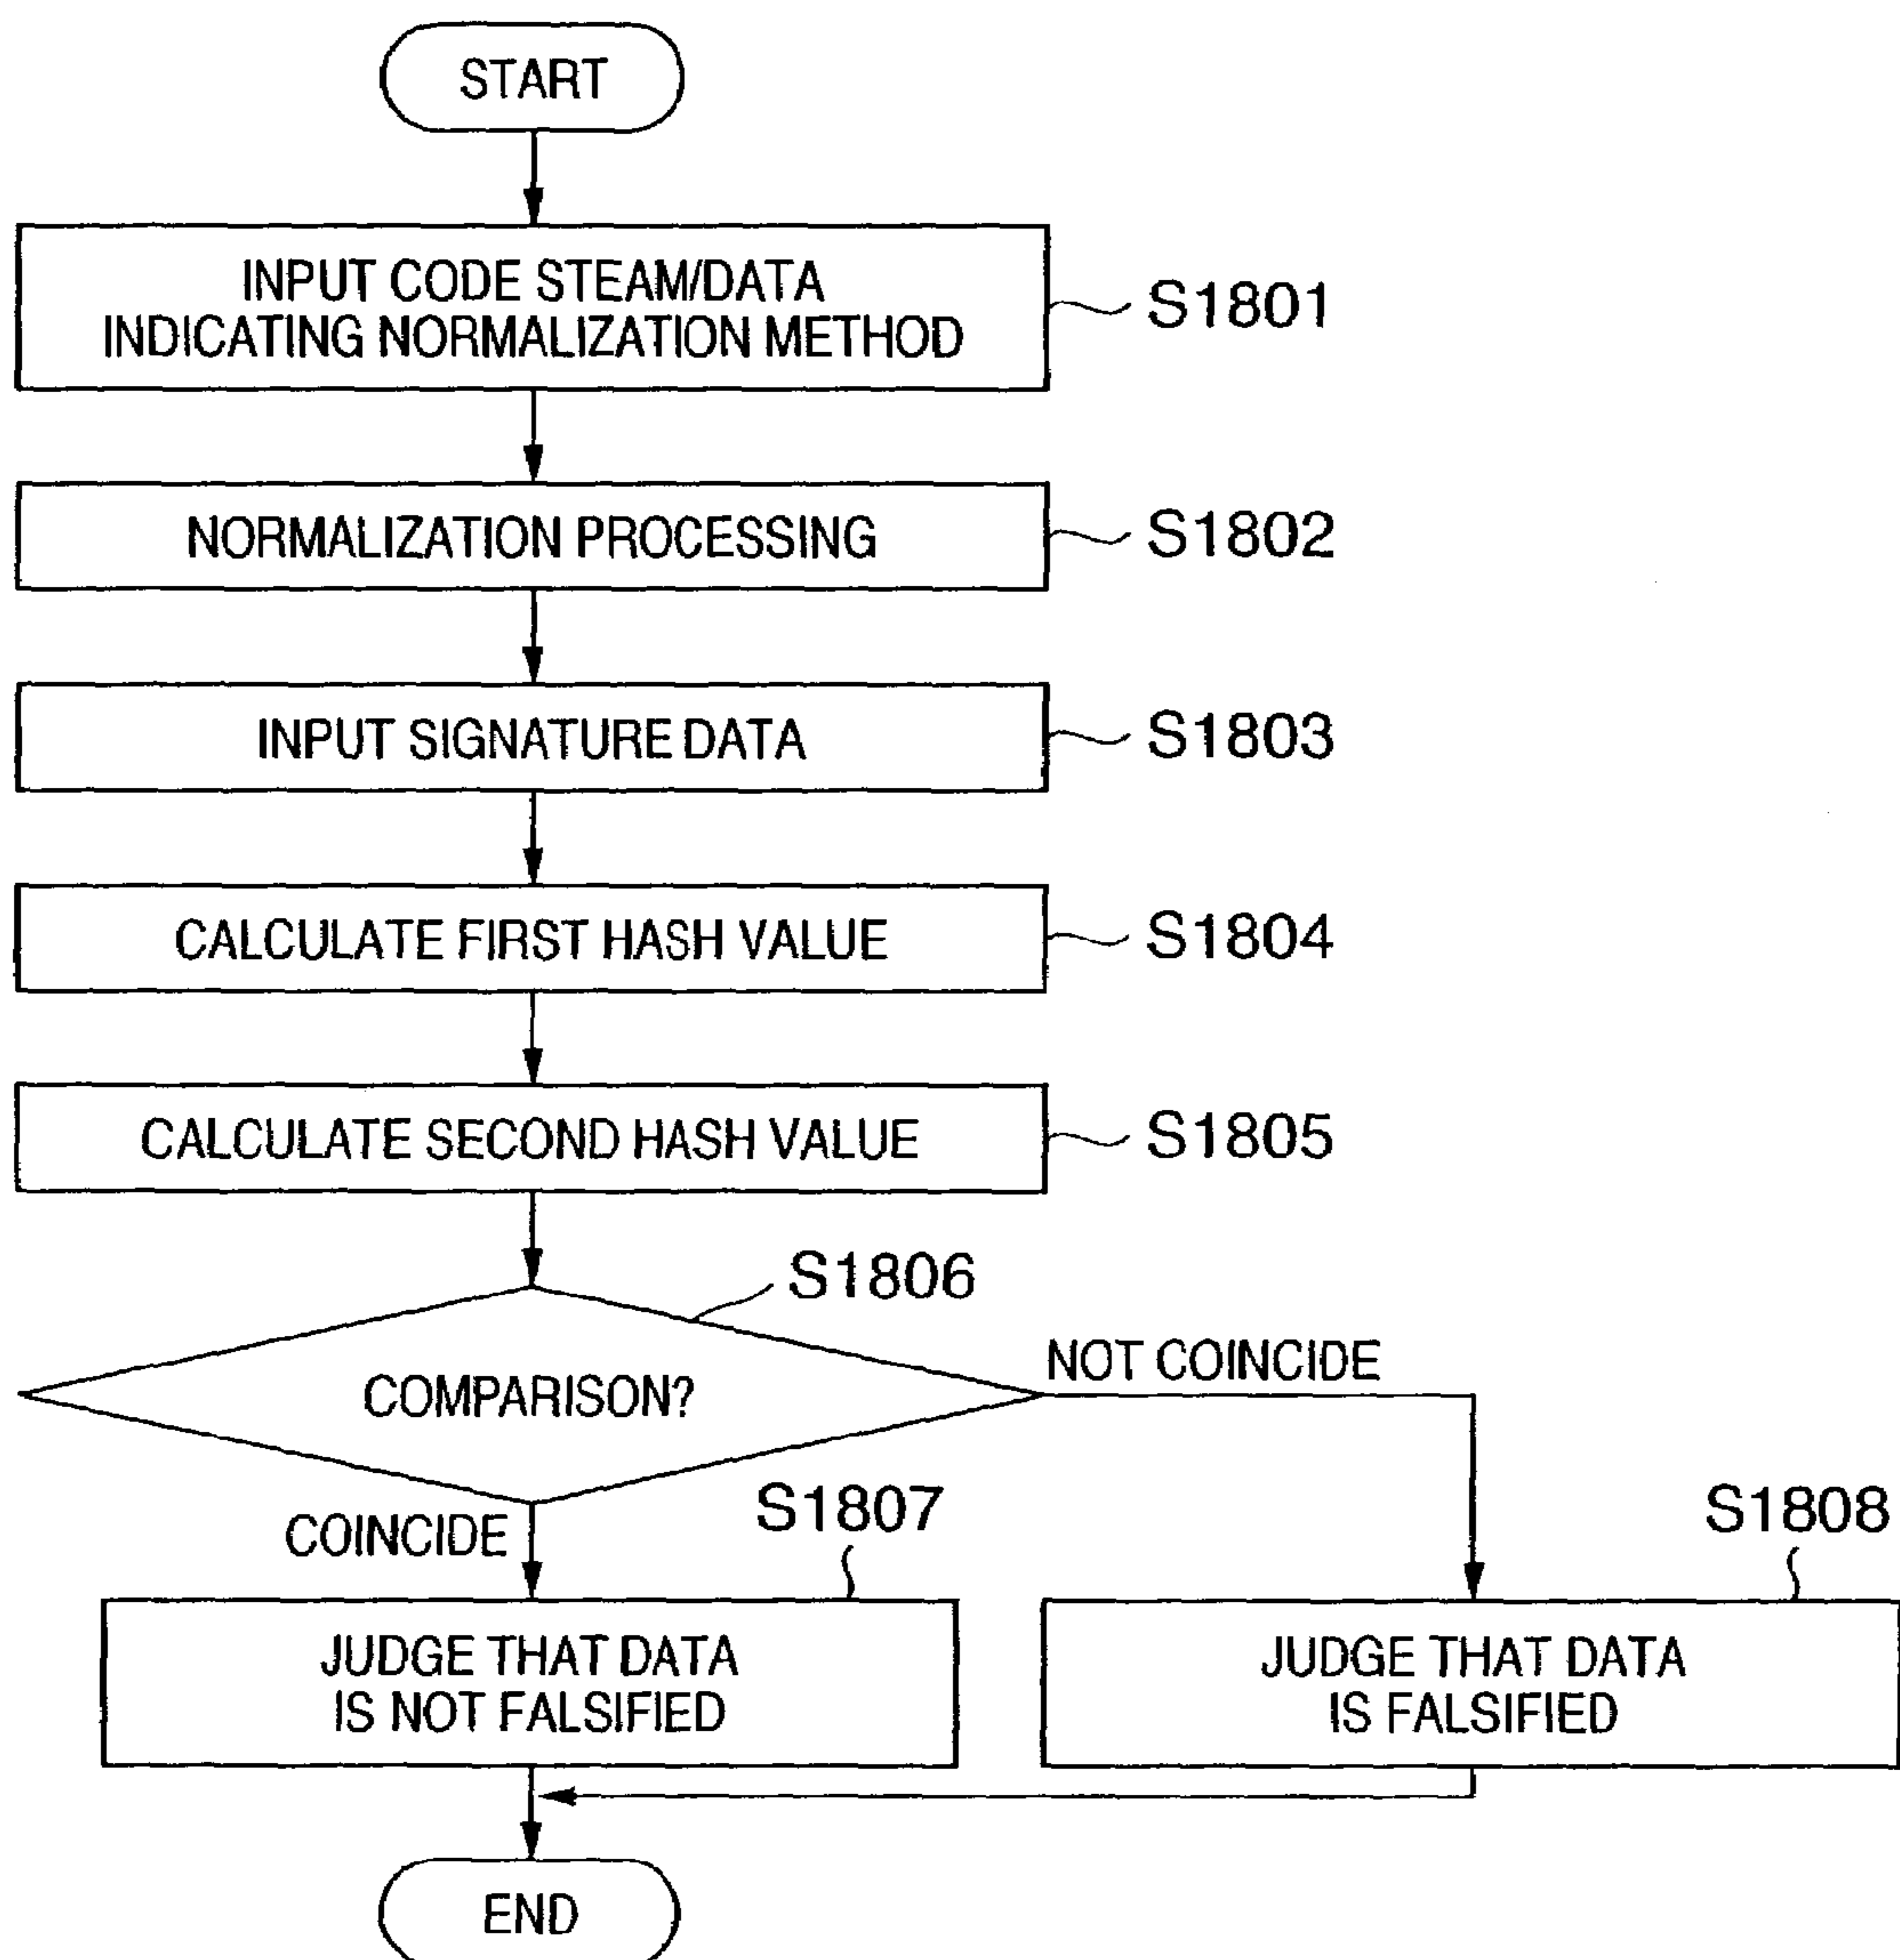 START
INPUT CODE STEAM/DATA
INDICATING NORMALIZATION METHOD
S1801
NORMALIZATION PROCESSING
S1802
INPUT SIGNATURE DATA
S1803
CALCULATE FIRST HASH VALUE
S1804
CALCULATE SECOND HASH VALUE
S1805
S1806
COMPARISON?
NOT COINCIDE
COINCIDE
S1807
S1808
JUDGE THAT DATA
IS NOT FALSIFIED
JUDGE THAT DATA
IS FALSIFIED
END